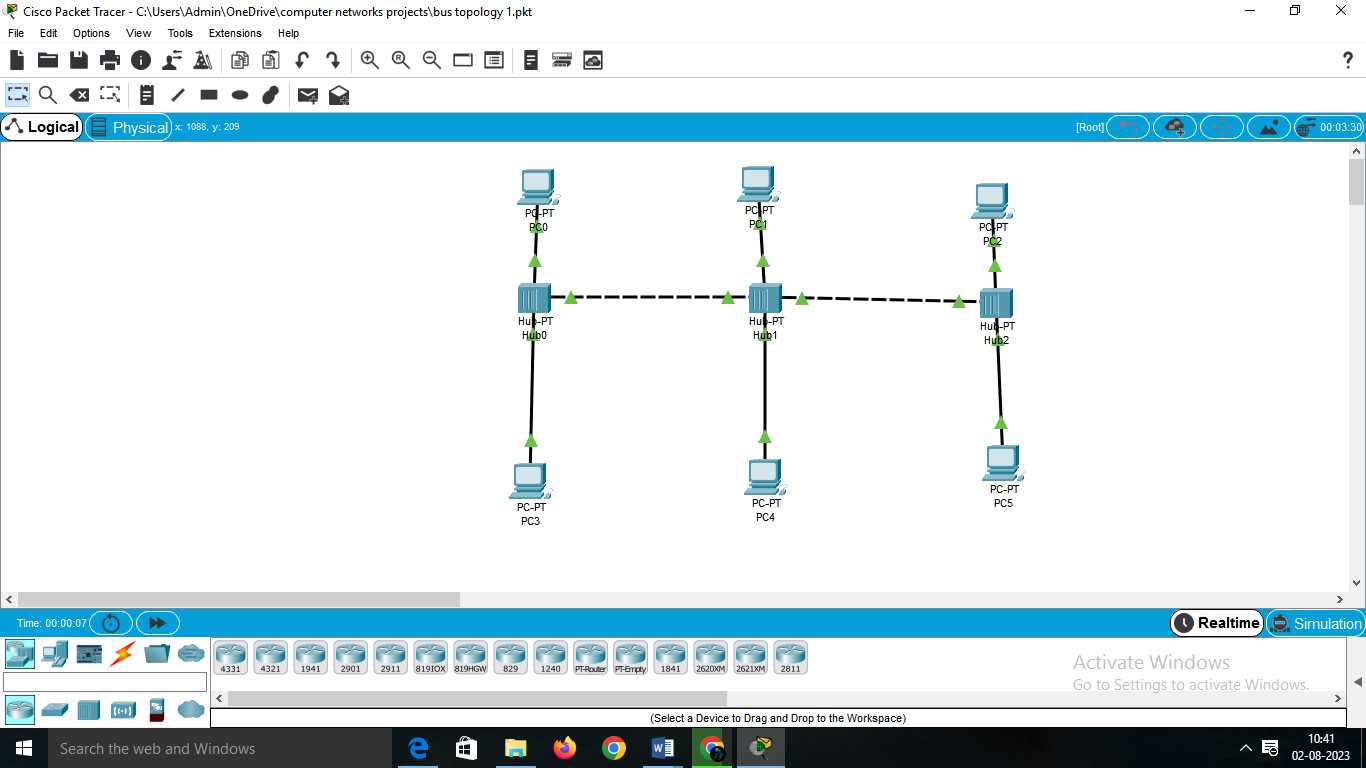 Cisco Packet Tracer - C:\Users\Admin\OneDrive\computer networks projects\bus topology 1.pkt
File Edit Options View Tools Extensions Help
?
Logical Physical x: 1088, y: 209 [Root] 00:03:30
PC-PT
PC0
PC-PT
PC1
PC-PT
PC2
Hub-PT
Hub0
Hub-PT
Hub1
Hub-PT
Hub2
PC-PT
PC3
PC-PT
PC4
PC-PT
PC5
Time: 00:00:07 Realtime Simulation
4331 4321 1941 2901 2911 819IOX 819HGW 829 1240 PT-Router PT-Empty 1841 2620XM 2621XM 2811
Activate Windows
Go to Settings to activate Windows.
(Select a Device to Drag and Drop to the Workspace)
Search the web and Windows
10:41
02-08-2023